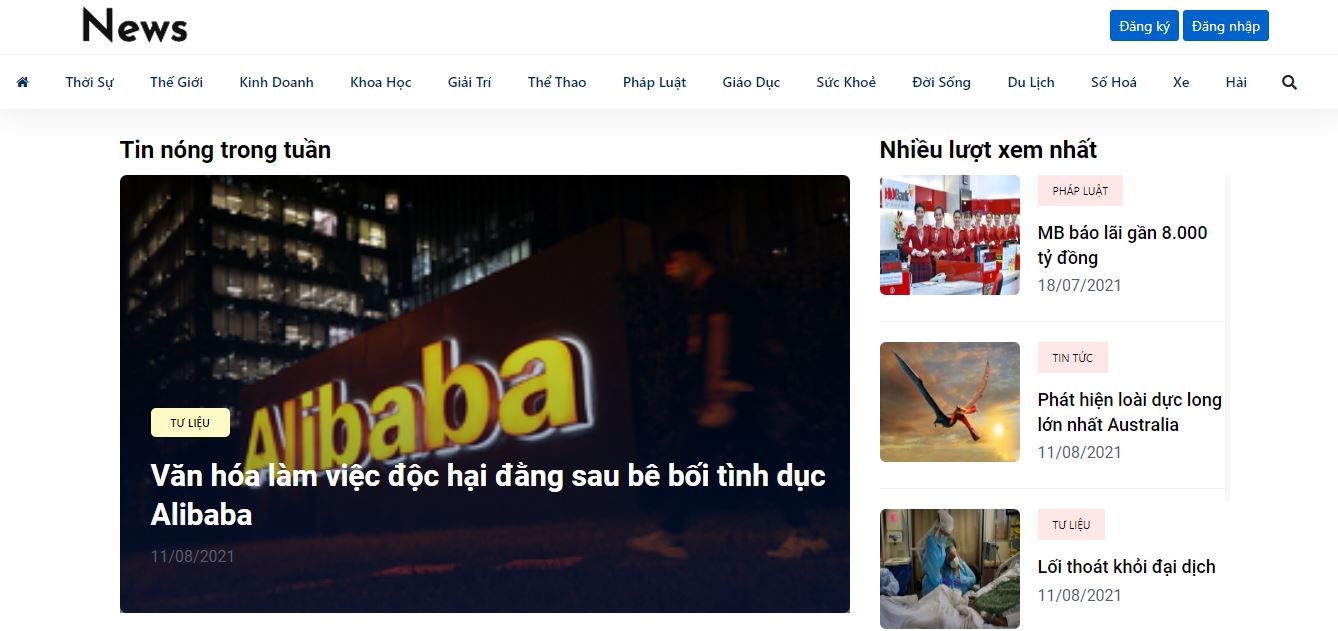 News
Đăng ký Đăng nhập
Thời Sự Thế Giới Kinh Doanh Khoa Học Giải Trí Thể Thao Pháp Luật Giáo Dục Sức Khoẻ Đời Sống Du Lịch Số Hoá Xe Hài
Tin nóng trong tuần
Alibaba
TƯ LIỆU
Văn hóa làm việc độc hại đằng sau bê bối tình dục
Alibaba
11/08/2021
Nhiều lượt xem nhất
PHÁP LUẬT
MB báo lãi gần 8.000
tỷ đồng
18/07/2021
TIN TỨC
Phát hiện loài dực long
lớn nhất Australia
11/08/2021
TƯ LIỆU
Lối thoát khỏi đại dịch
11/08/2021